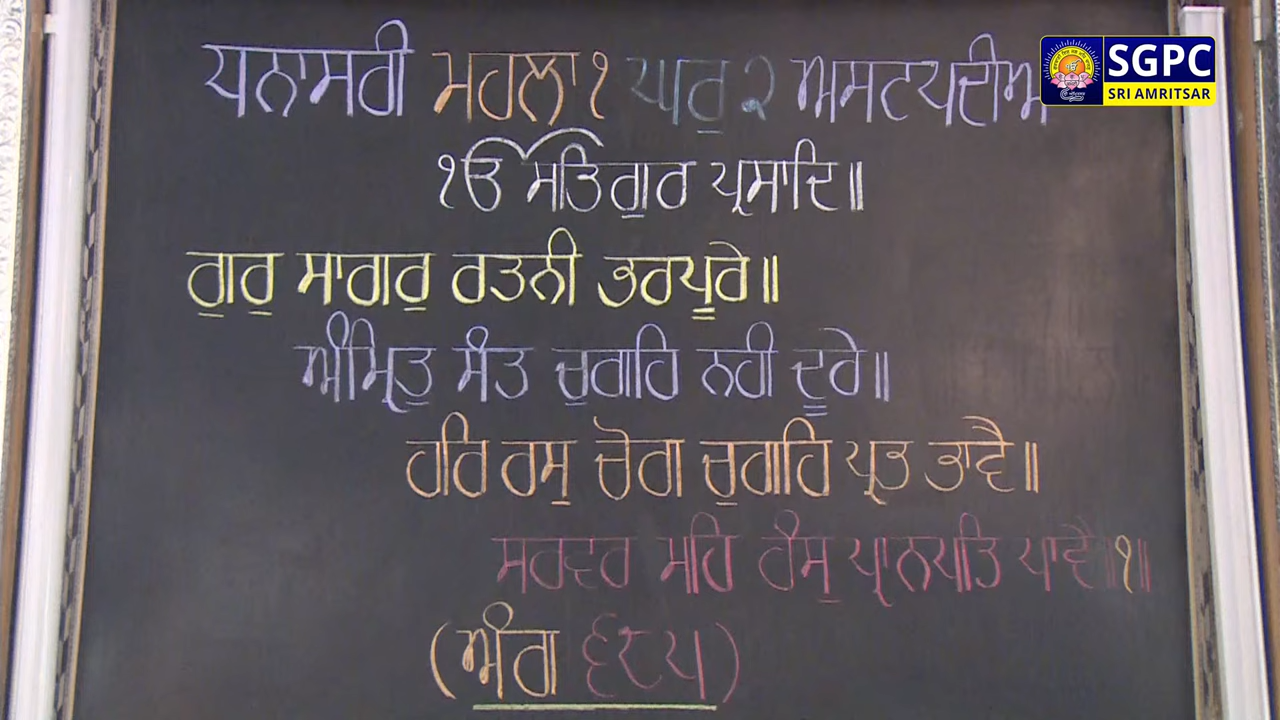 ਧਨਾਸਰੀ ਮਹਲਾ ੧ ਘਰੁ ੨ ਅਸਟਪਦੀਅ
ੴ ਸਤਿਗੁਰ ਪ੍ਰਸਾਦਿ॥
ਗੁਰੁ ਸਾਗਰੁ ਰਤਨੀ ਭਰਪੂਰੇ॥
ਅੰਮ੍ਰਿਤੁ ਸੰਤ ਚੁਗਹਿ ਨਹੀ ਦੂਰੇ॥
ਹਰਿ ਰਸੁ ਚੋਗ ਚੁਗਹਿ ਪ੍ਰਭ ਭਾਵੈ॥
ਸਰਵਰ ਮਹਿ ਹੰਸੁ ਪ੍ਰਾਨਪਤਿ ਪਾਵੈ॥੧॥
(ਅੰਗ ੬੮੫)
SGPC
SRI AMRITSAR